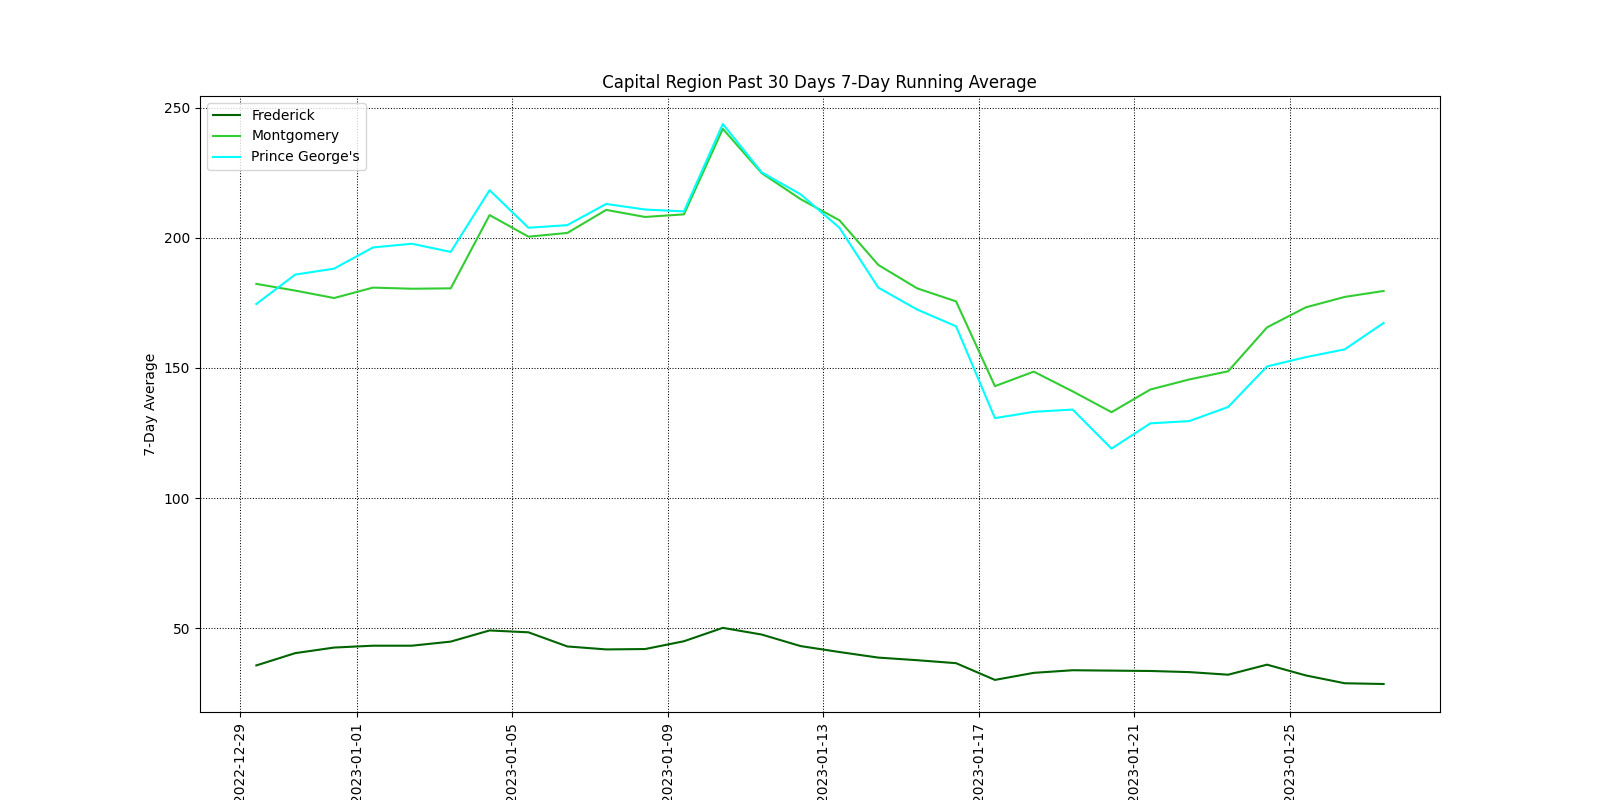 Capital Region Past 30 Days 7-Day Running Average
Frederick
Montgomery
Prince George's
250
200
150
100
50
7-Day Average
2022-12-29
2023-01-01
2023-01-05
2023-01-09
2023-01-13
2023-01-17
2023-01-21
2023-01-25